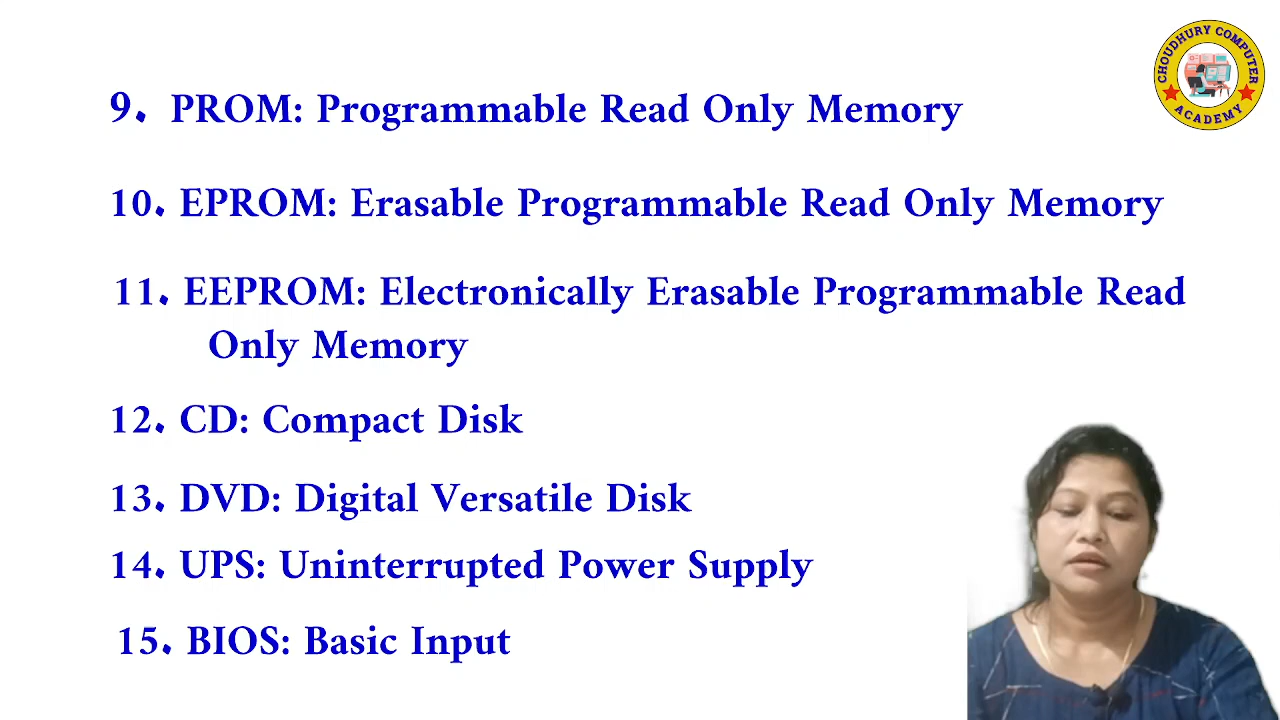 CHOUDHURY COMPUTER
ACADEMY
9. PROM: Programmable Read Only Memory
10. EPROM: Erasable Programmable Read Only Memory
11. EEPROM: Electronically Erasable Programmable Read
Only Memory
12. CD: Compact Disk
13. DVD: Digital Versatile Disk
14. UPS: Uninterrupted Power Supply
15. BIOS: Basic Input